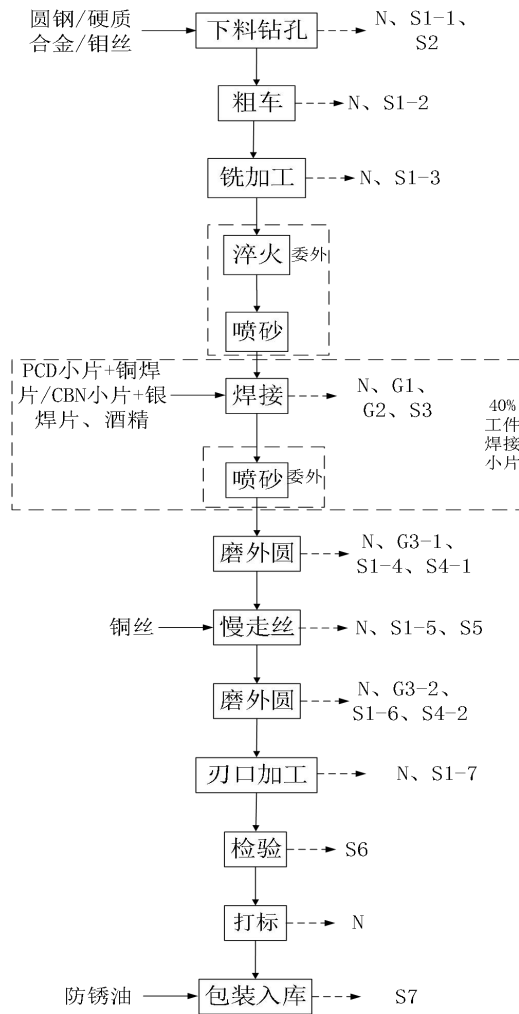 圆钢/硬质
合金/钼丝
下料钻孔
N、S1-1、
S2
粗车
N、S1-2
铣加工
N、S1-3
淬火
委外
喷砂
PCD小片+铜焊
片/CBN小片+银
焊片、酒精
焊接
N、G1、
G2、S3
40%
工件
焊接
小片
喷砂
委外
磨外圆
N、G3-1、
S1-4、S4-1
铜丝
慢走丝
N、S1-5、S5
磨外圆
N、G3-2、
S1-6、S4-2
刃口加工
N、S1-7
检验
S6
打标
N
防锈油
包装入库
S7